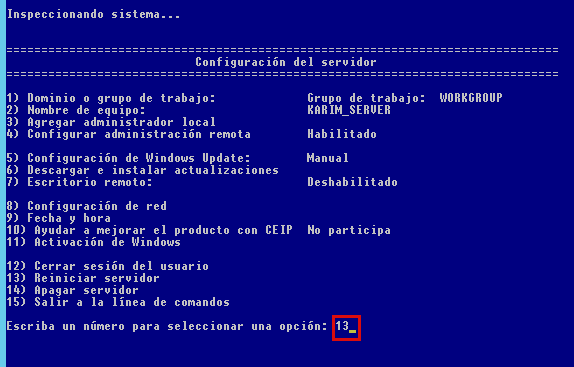 Inspeccionando sistema...
===============================================================================
Configuración del servidor
===============================================================================
1) Dominio o grupo de trabajo: Grupo de trabajo: WORKGROUP
2) Nombre de equipo: KARIM_SERVER
3) Agregar administrador local
4) Configurar administración remota Habilitado
5) Configuración de Windows Update: Manual
6) Descargar e instalar actualizaciones
7) Escritorio remoto: Deshabilitado
8) Configuración de red
9) Fecha y hora
10) Ayudar a mejorar el producto con CEIP No participa
11) Activación de Windows
12) Cerrar sesión del usuario
13) Reiniciar servidor
14) Apagar servidor
15) Salir a la línea de comandos
Escriba un número para seleccionar una opción: 13_